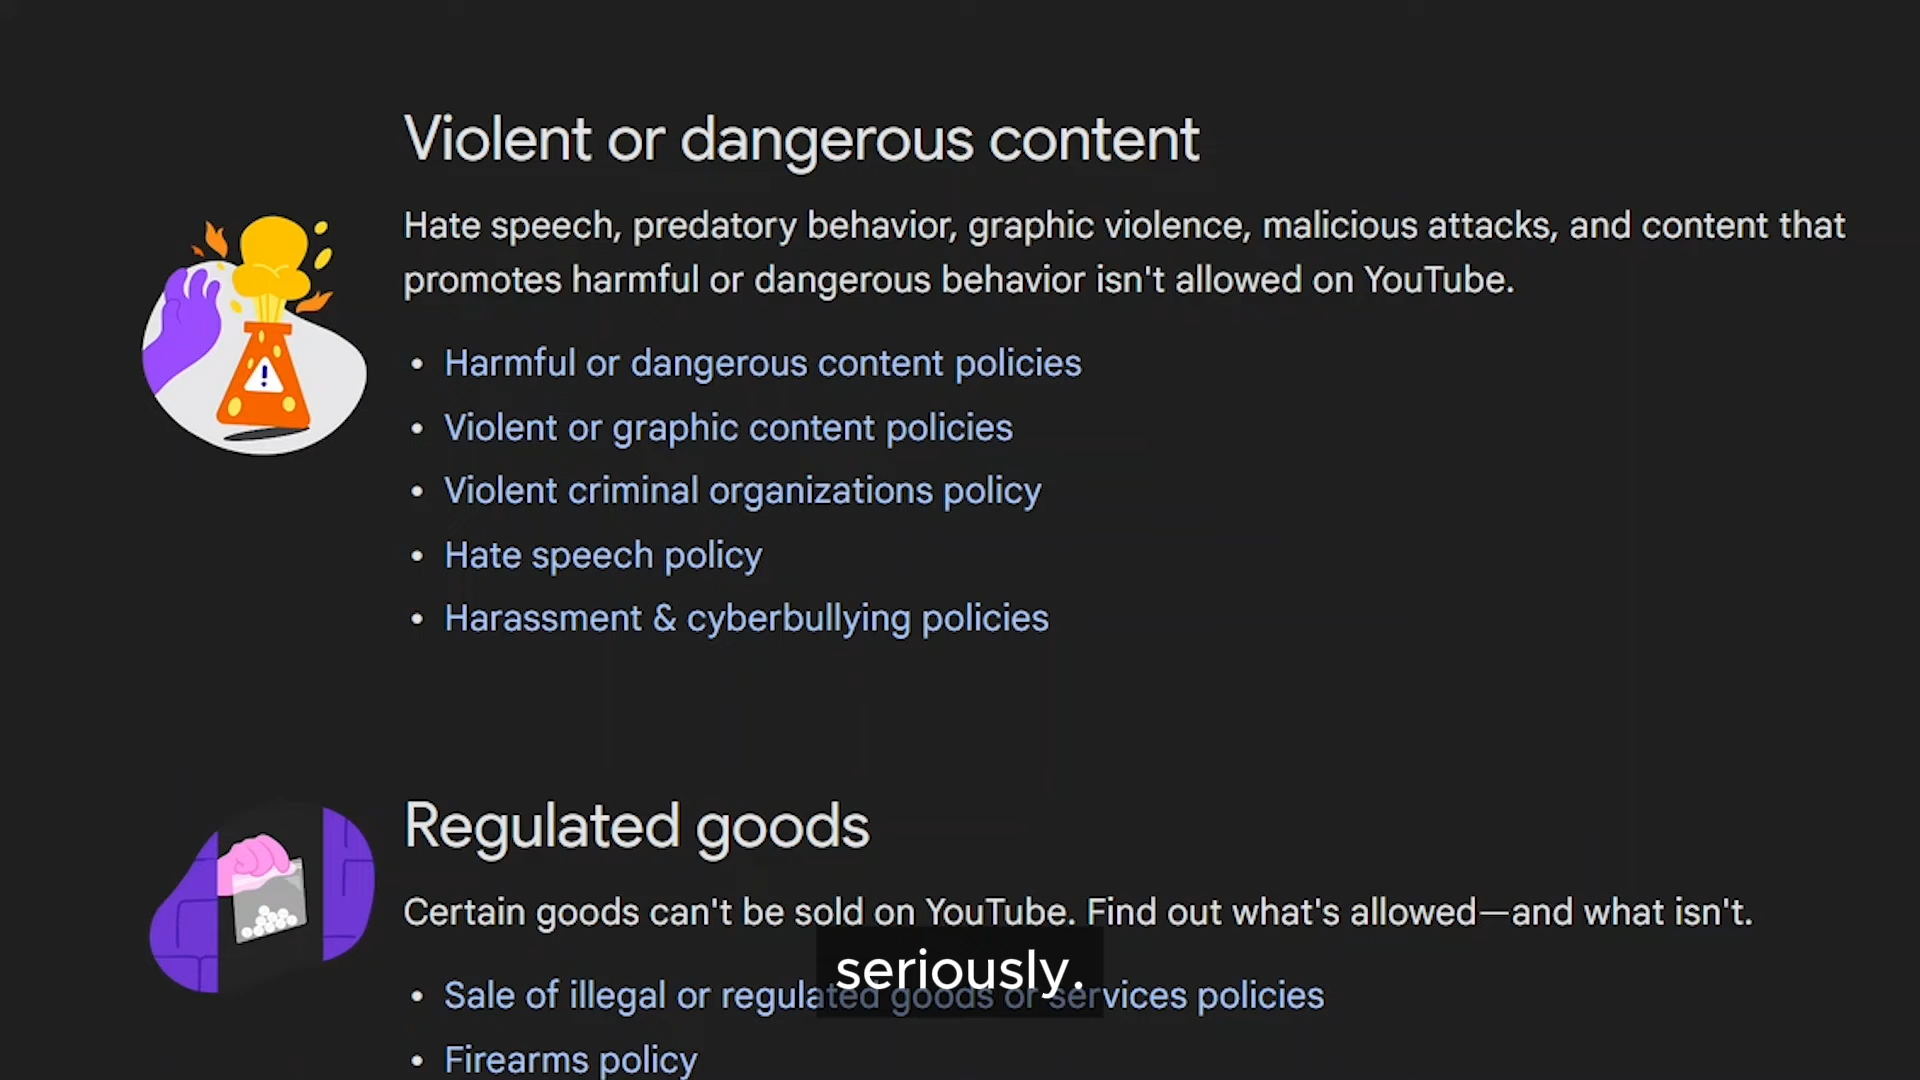 Violent or dangerous content
Hate speech, predatory behavior, graphic violence, malicious attacks, and content that
promotes harmful or dangerous behavior isn't allowed on YouTube.
• Harmful or dangerous content policies
• Violent or graphic content policies
• Violent criminal organizations policy
• Hate speech policy
• Harassment & cyberbullying policies
Regulated goods
Certain goods can't be sold on YouTube. Find out what's allowed—and what isn't.
seriously.
• Sale of illegal or regulated goods or services policies
• Firearms policy